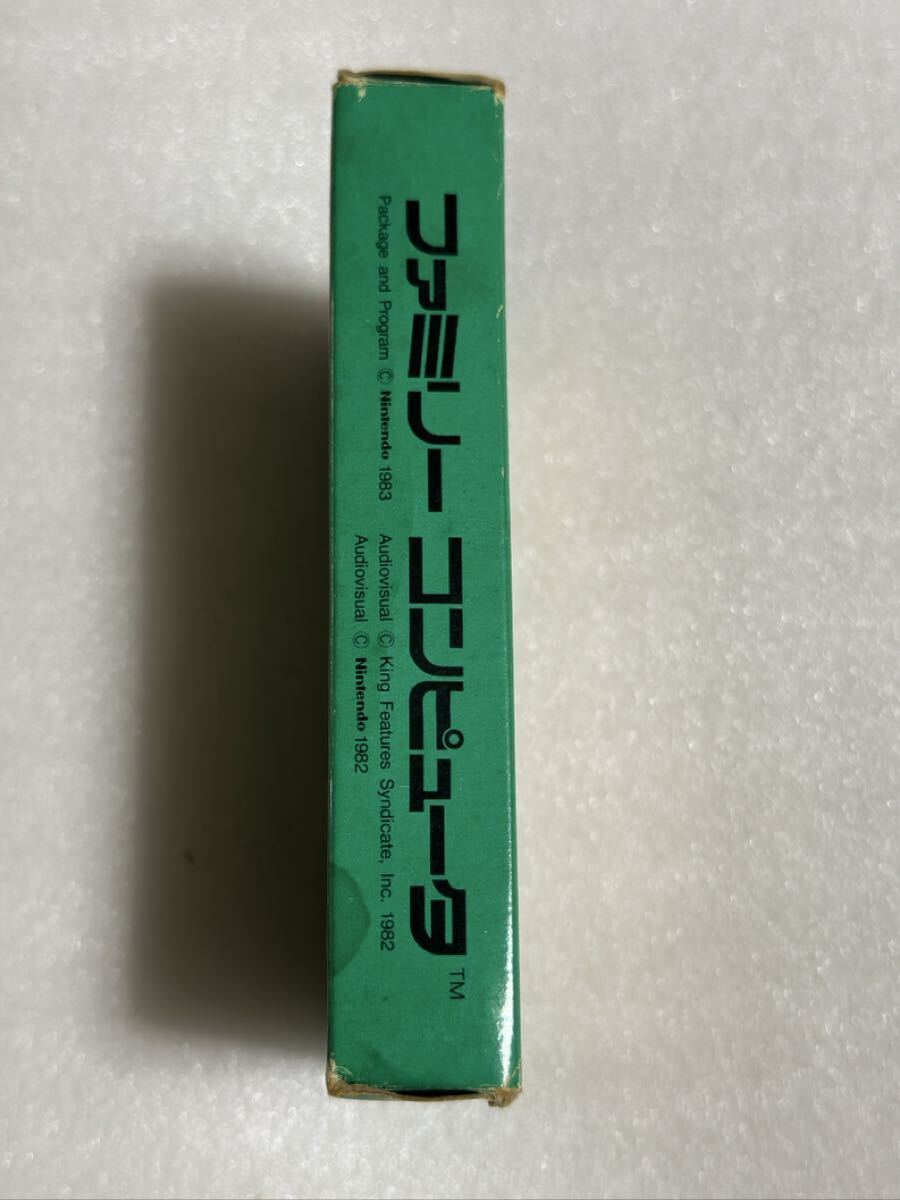 ファミリー コンピュータ™
Package and Program © Nintendo 1983
Audiovisual © King Features Syndicate, Inc. 1982
Audiovisual © Nintendo 1982